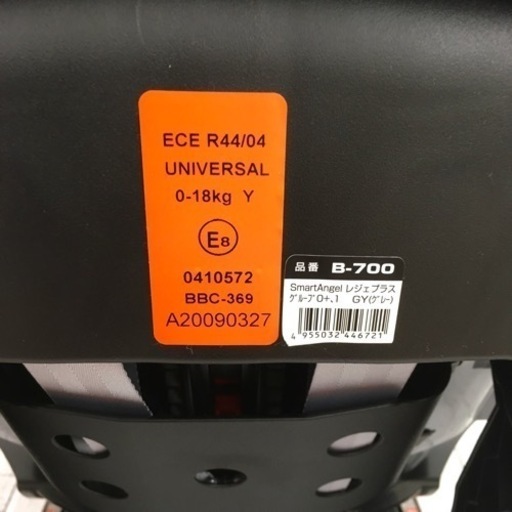 ECE R44/04
UNIVERSAL
0-18kg Y
E8
0410572
BBC-369
A20090327
品番 B-700
SmartAngel レジェプラス
グループ0+、1 GY(グレー)
4 955032 446721